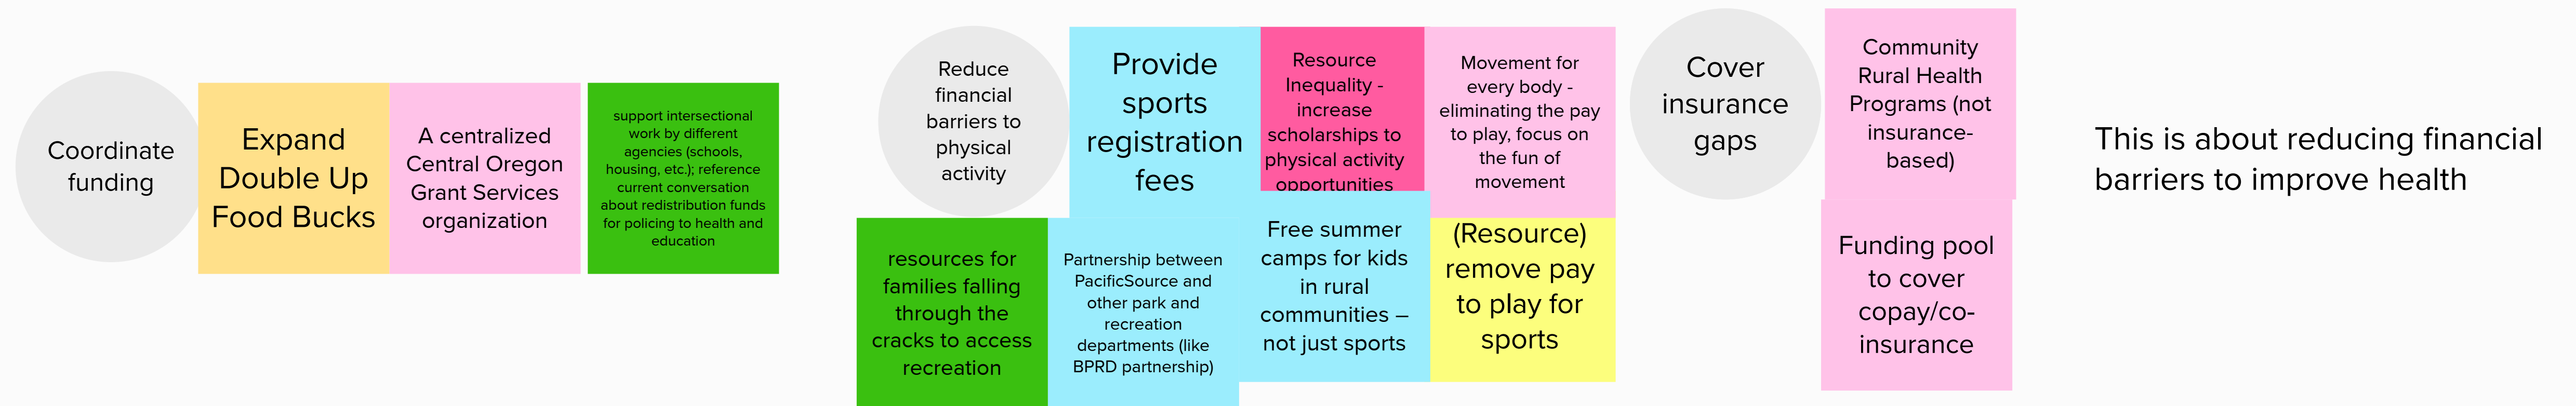 Coordinate
funding
Expand
Double Up
Food Bucks
A centralized
Central Oregon
Grant Services
organization
support intersectional
work by different
agencies (schools,
housing, etc.); reference
current conversation
about redistribution funds
for policing to health and
education
Reduce
financial
barriers to
physical
activity
Provide
sports
registration
fees
Resource
Inequality -
increase
scholarships to
physical activity
opportunities
Movement for
every body -
eliminating the pay
to play, focus on
the fun of
movement
resources for
families falling
through the
cracks to access
recreation
Partnership between
PacificSource and
other park and
recreation
departments (like
BPRD partnership)
Free summer
camps for kids
in rural
communities –
not just sports
(Resource)
remove pay
to play for
sports
Cover
insurance
gaps
Community
Rural Health
Programs (not
insurance-
based)
Funding pool
to cover
copay/co-
insurance
This is about reducing financial
barriers to improve health